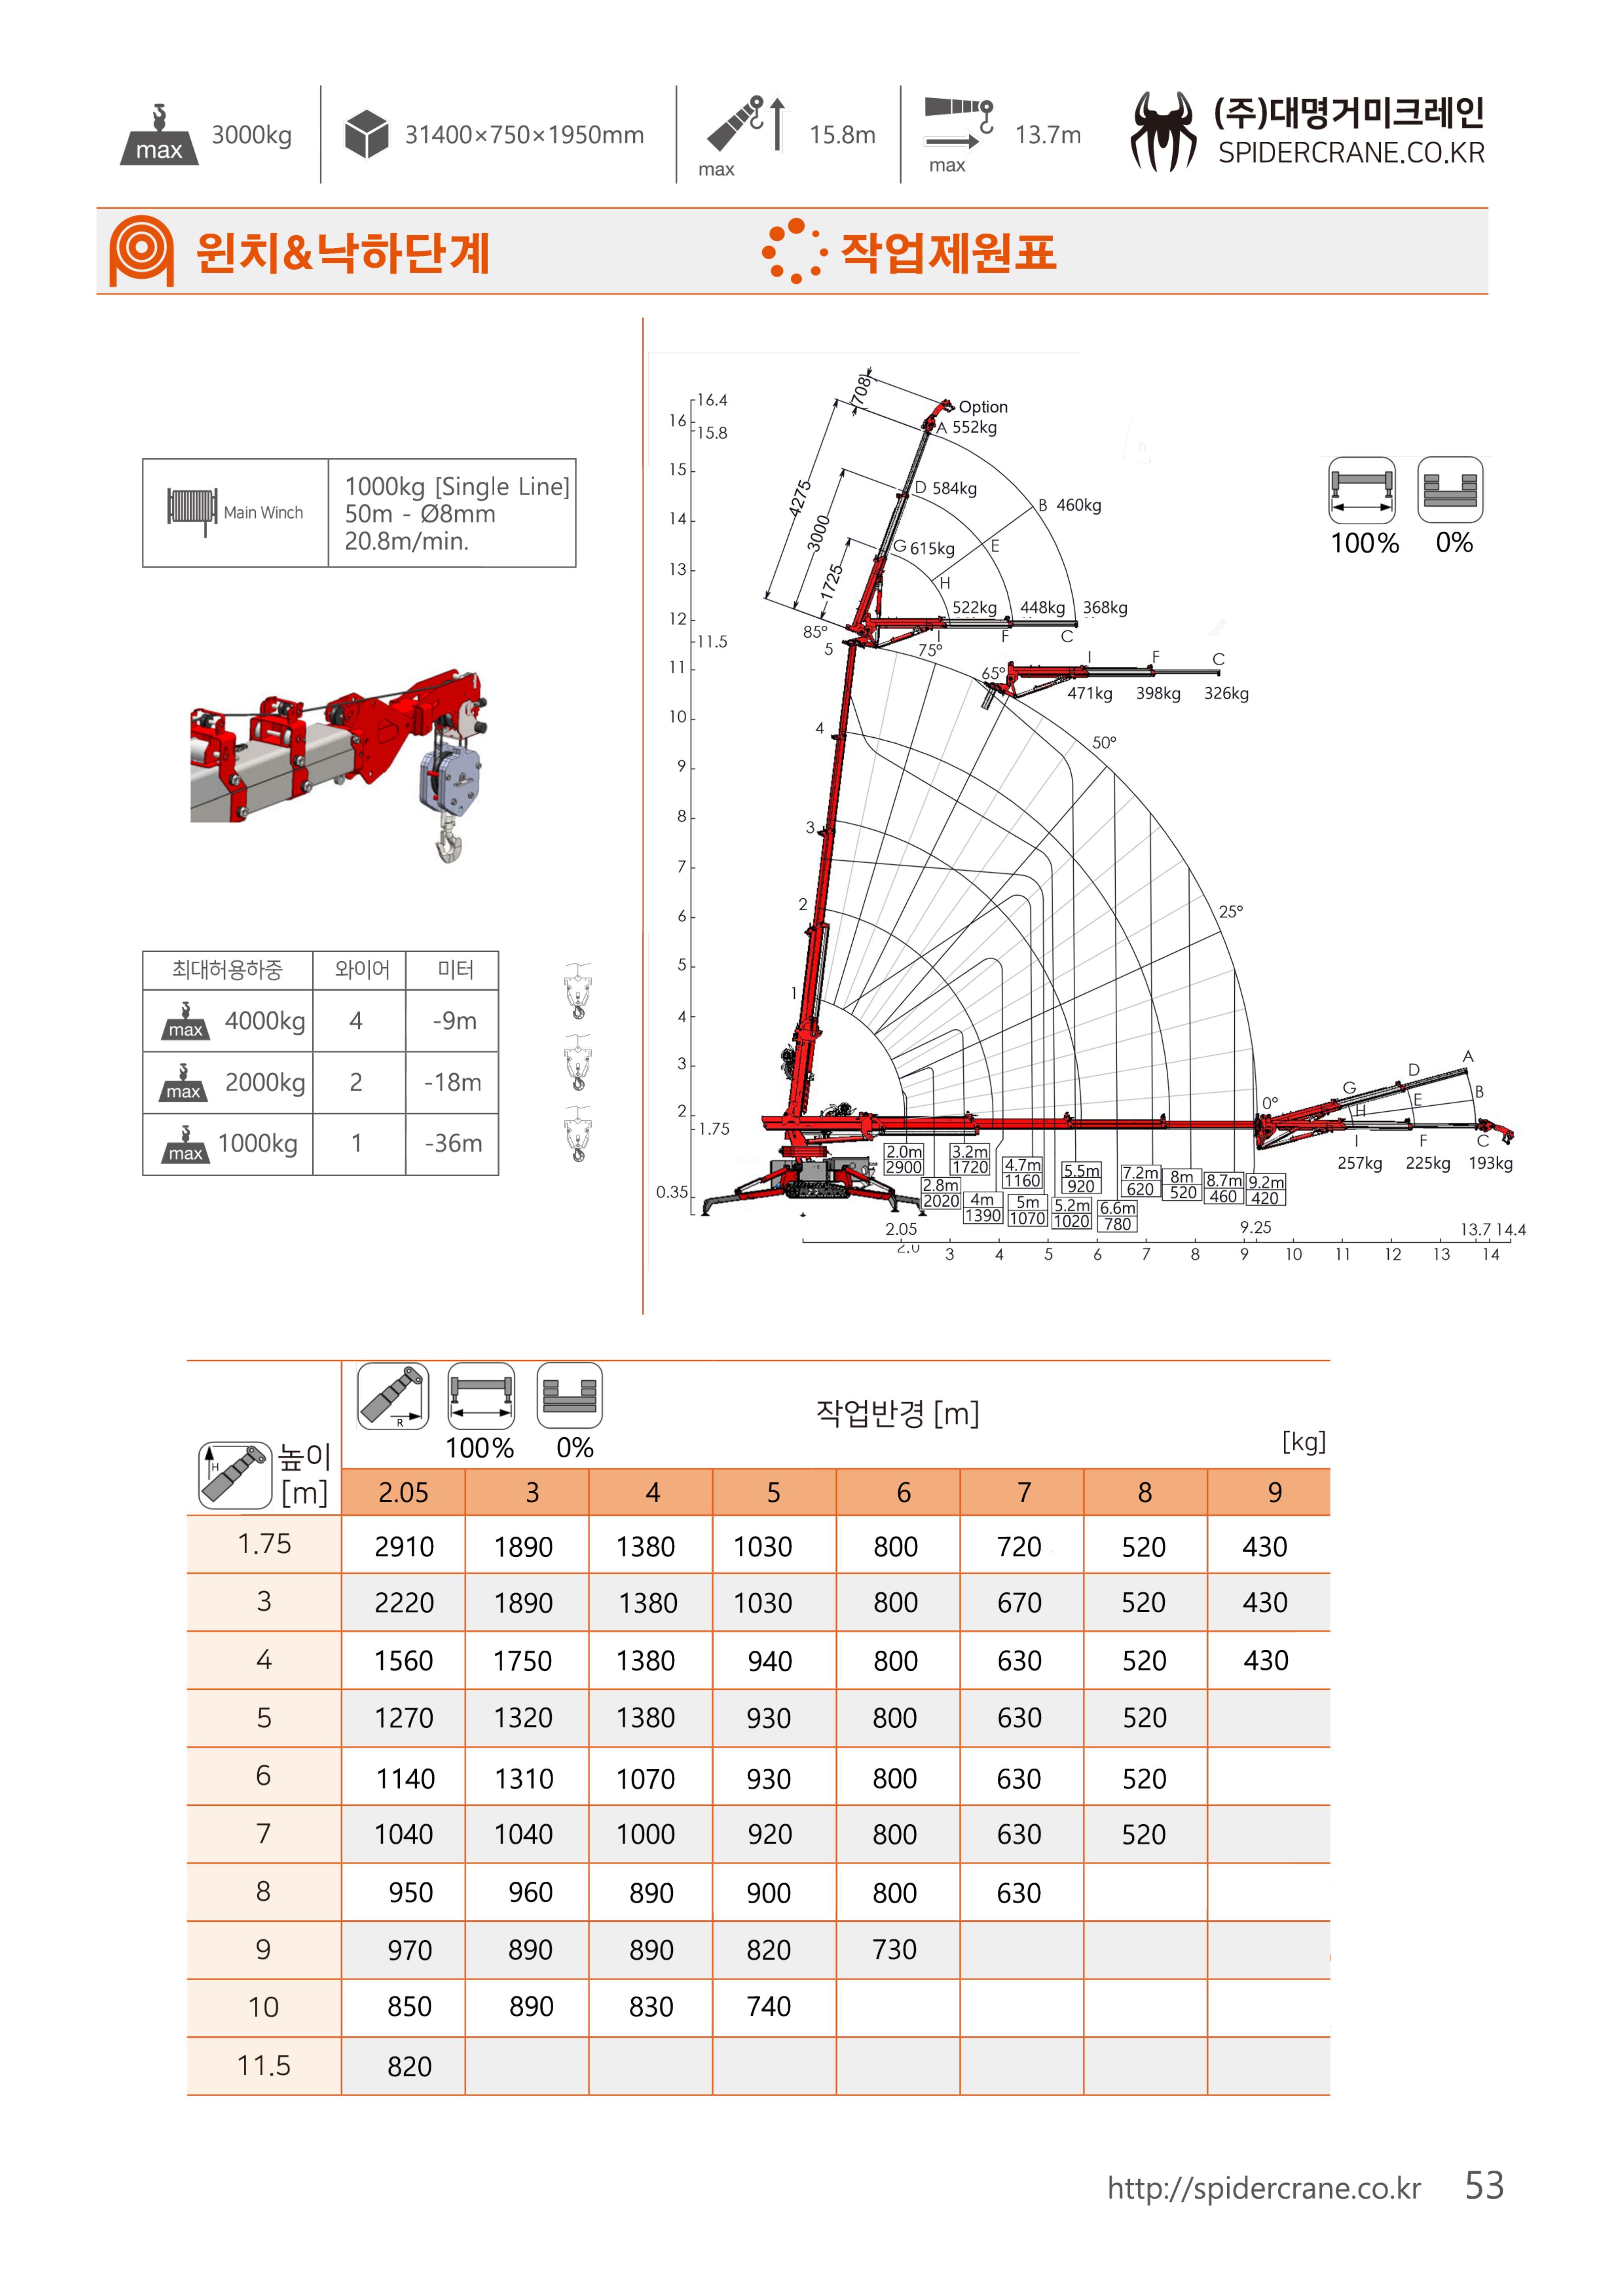 max
3000kg
31400×750×1950mm
max
15.8m
max
13.7m
(주)대명거미크레인
SPIDERCRANE.CO.KR
윈치&낙하단계
작업제원표
Main Winch
1000kg [Single Line]
50m - Ø8mm
20.8m/min.
최대허용하중 와이어 미터
max 4000kg 4 -9m
max 2000kg 2 -18m
max 1000kg 1 -36m
16.4
16
15.8
15
14
13
12
11.5
11
10
9
8
7
6
5
4
3
2
1.75
0.35
708
4275
3000
1725
Option
A 552kg
D 584kg
B 460kg
G 615kg
E
H
522kg 448kg 368kg
I F C
85°
5
75°
65°
I F C
471kg 398kg 326kg
4
50°
3
2
25°
1
0°
G D A
H E B
I F C
257kg 225kg 193kg
2.0m
2900
2.8m
2020
3.2m
1720
4m
1390
4.7m
1160
5m
1070
5.2m
1020
5.5m
920
6.6m
780
7.2m
620
8m
520
8.7m
460
9.2m
420
2.05 9.25 13.7 14.4
2.0 3 4 5 6 7 8 9 10 11 12 13 14
100% 0%
R
100% 0%
작업반경 [m]
[kg]
H
높이
[m]
2.05 3 4 5 6 7 8 9
1.75 2910 1890 1380 1030 800 720 520 430
3 2220 1890 1380 1030 800 670 520 430
4 1560 1750 1380 940 800 630 520 430
5 1270 1320 1380 930 800 630 520
6 1140 1310 1070 930 800 630 520
7 1040 1040 1000 920 800 630 520
8 950 960 890 900 800 630
9 970 890 890 820 730
10 850 890 830 740
11.5 820
http://spidercrane.co.kr 53